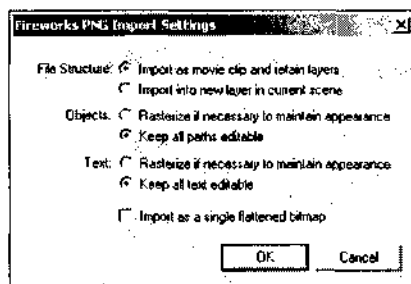 Fireworks PNG Import Settings
File Structure: Import as movie clip and retain layers
Import into new layer in current scene
Objects: Rasterize if necessary to maintain appearance
Keep all paths editable
Text: Rasterize if necessary to maintain appearance
Keep all text editable
Import as a single flattened bitmap
OK Cancel